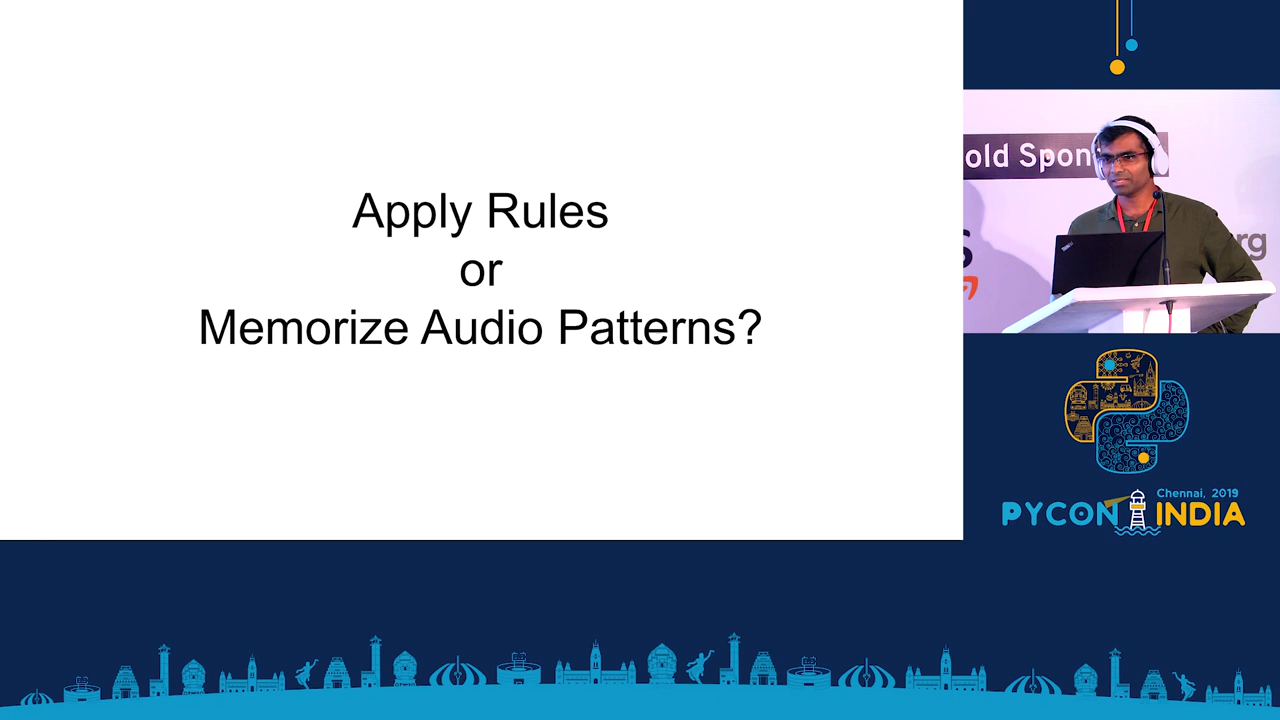 Apply Rules
or
Memorize Audio Patterns?
old Spon
S
rg
Chennai, 2019
PYCON INDIA